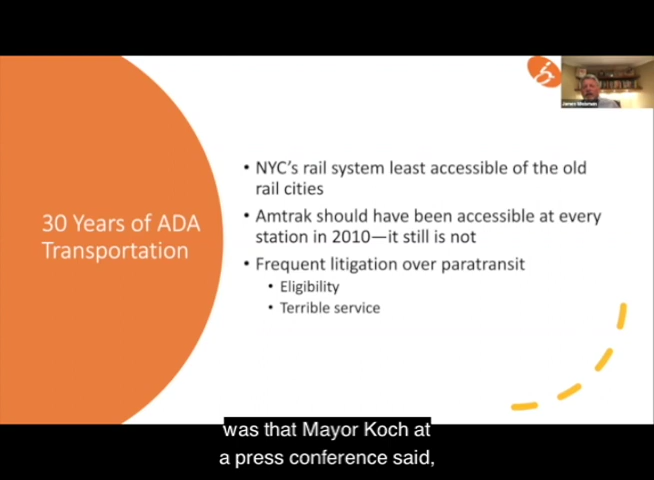 30 Years of ADA
Transportation
• NYC's rail system least accessible of the old
rail cities
• Amtrak should have been accessible at every
station in 2010—it still is not
• Frequent litigation over paratransit
• Eligibility
• Terrible service
was that Mayor Koch at
a press conference said,